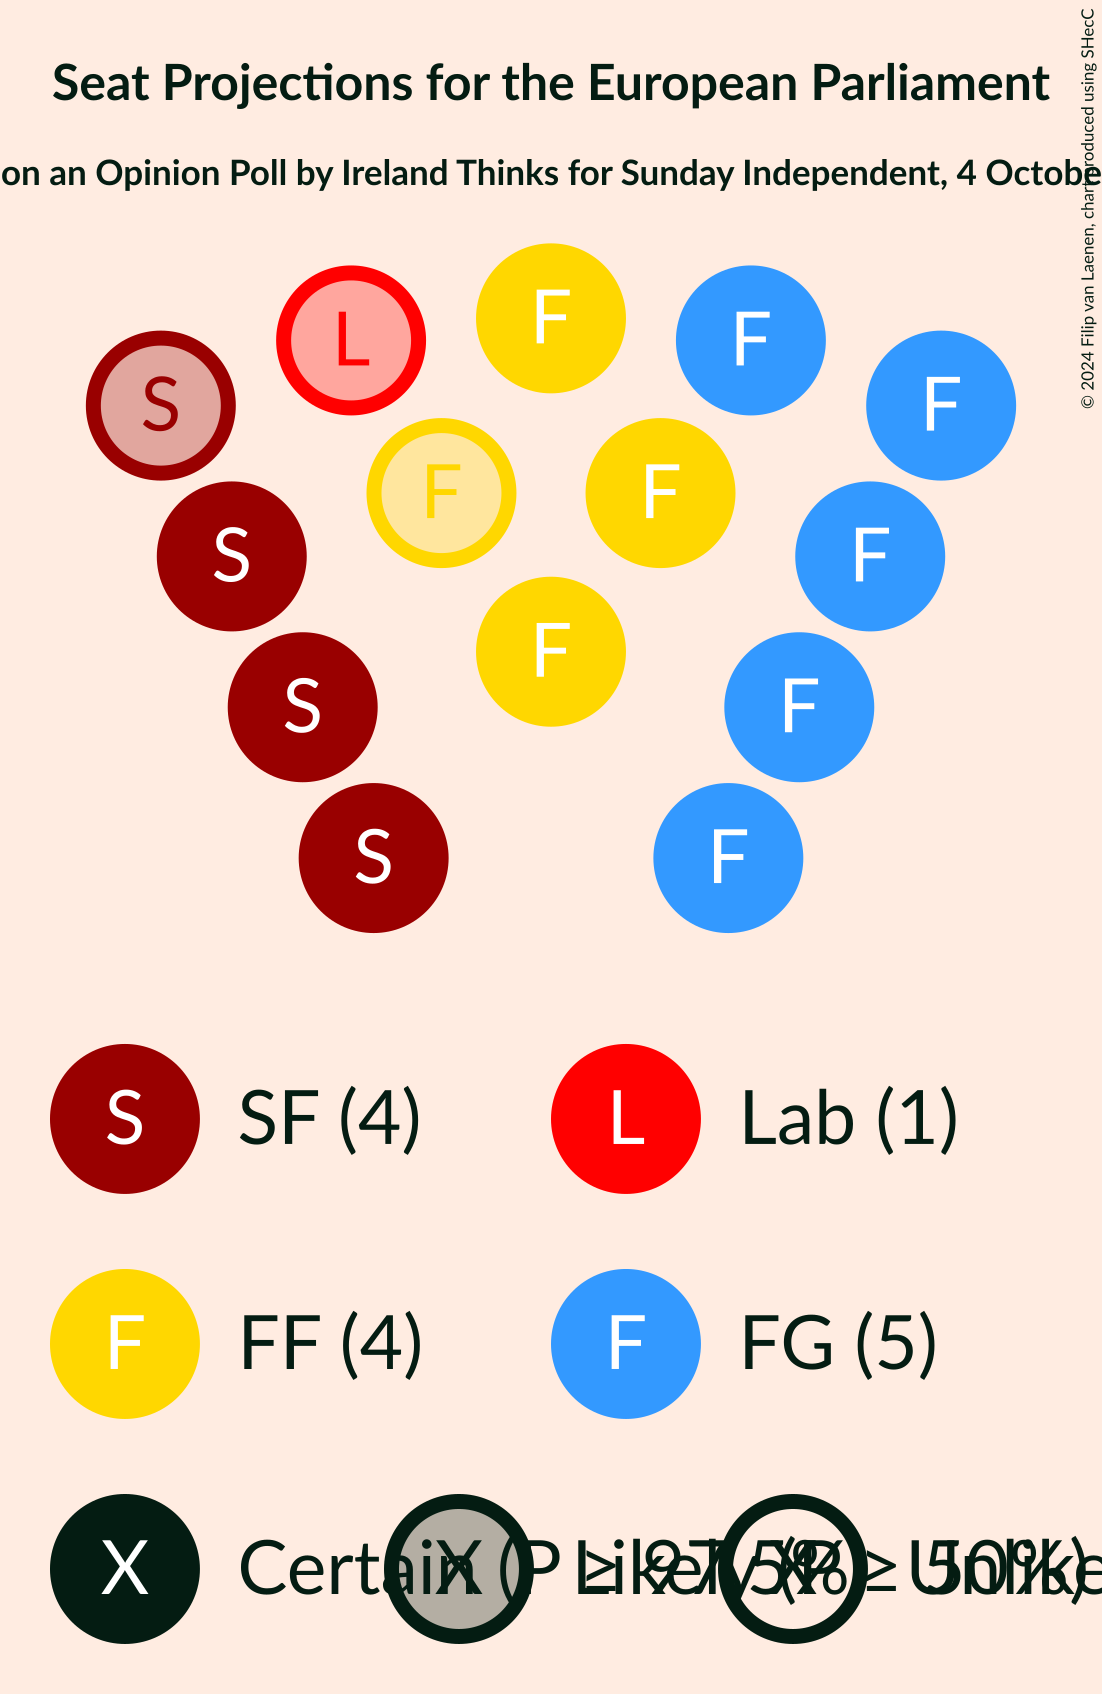 Seat Projections for the European Parliament
on an Opinion Poll by Ireland Thinks for Sunday Independent, 4 Octobe
© 2024 Filip van Laenen, chart produced using SHecC
F
L F
S F
F F
S F
F
S F
S F
S SF (4) L Lab (1)
F FF (4) F FG (5)
X Certain (P ≥ 97.5%) X Likely (P ≥ 50%) X Unlike